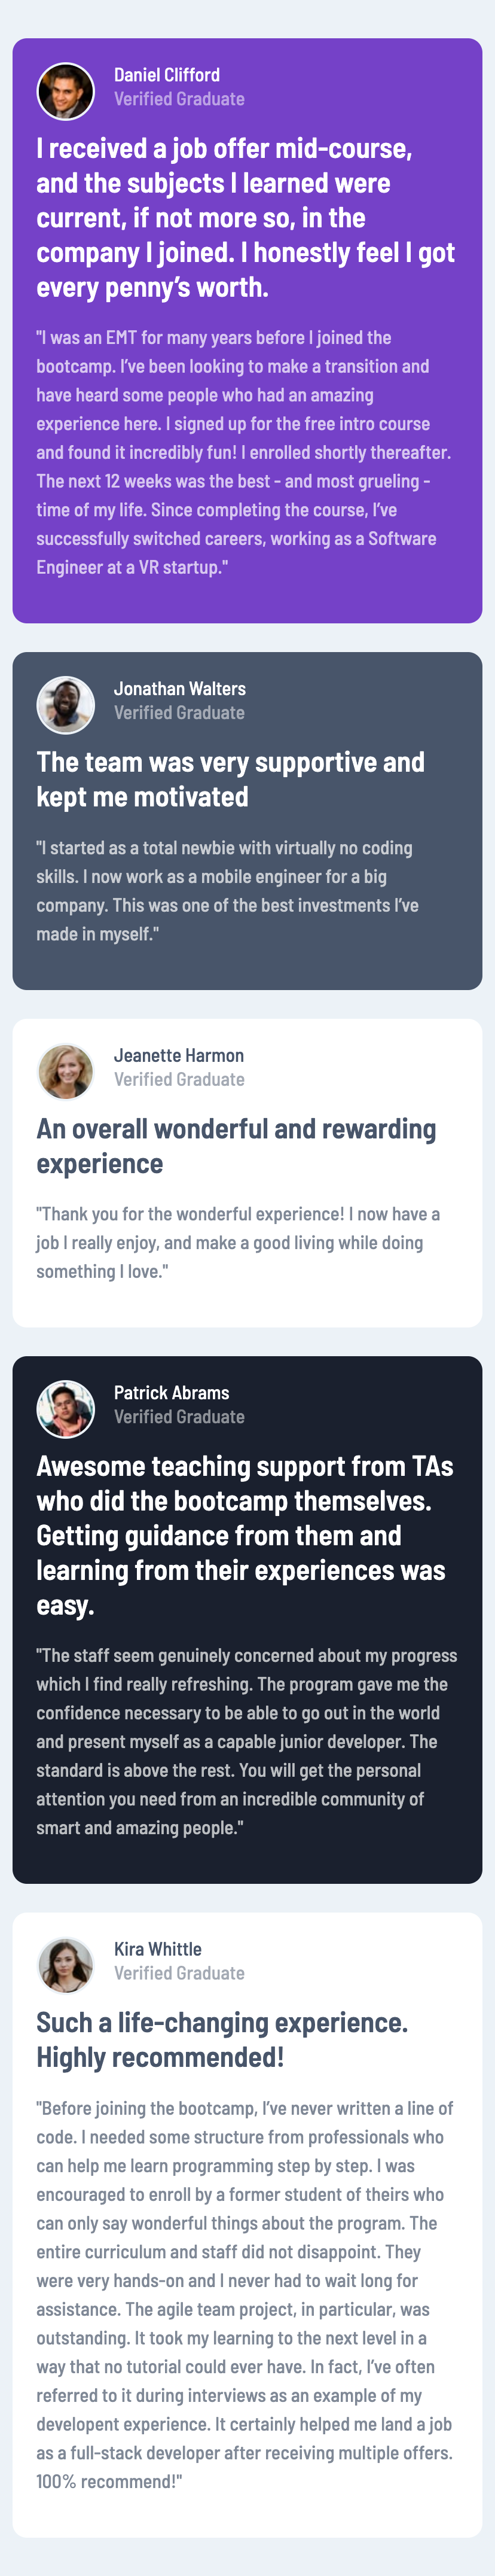 Daniel Clifford
Verified Graduate
I received a job offer mid-course,
and the subjects I learned were
current, if not more so, in the
company I joined. I honestly feel I got
every penny’s worth.
"I was an EMT for many years before I joined the
bootcamp. I’ve been looking to make a transition and
have heard some people who had an amazing
experience here. I signed up for the free intro course
and found it incredibly fun! I enrolled shortly thereafter.
The next 12 weeks was the best - and most grueling -
time of my life. Since completing the course, I’ve
successfully switched careers, working as a Software
Engineer at a VR startup."
Jonathan Walters
Verified Graduate
The team was very supportive and
kept me motivated
"I started as a total newbie with virtually no coding
skills. I now work as a mobile engineer for a big
company. This was one of the best investments I’ve
made in myself."
Jeanette Harmon
Verified Graduate
An overall wonderful and rewarding
experience
"Thank you for the wonderful experience! I now have a
job I really enjoy, and make a good living while doing
something I love."
Patrick Abrams
Verified Graduate
Awesome teaching support from TAs
who did the bootcamp themselves.
Getting guidance from them and
learning from their experiences was
easy.
"The staff seem genuinely concerned about my progress
which I find really refreshing. The program gave me the
confidence necessary to be able to go out in the world
and present myself as a capable junior developer. The
standard is above the rest. You will get the personal
attention you need from an incredible community of
smart and amazing people."
Kira Whittle
Verified Graduate
Such a life-changing experience.
Highly recommended!
"Before joining the bootcamp, I’ve never written a line of
code. I needed some structure from professionals who
can help me learn programming step by step. I was
encouraged to enroll by a former student of theirs who
can only say wonderful things about the program. The
entire curriculum and staff did not disappoint. They
were very hands-on and I never had to wait long for
assistance. The agile team project, in particular, was
outstanding. It took my learning to the next level in a
way that no tutorial could ever have. In fact, I’ve often
referred to it during interviews as an example of my
developent experience. It certainly helped me land a job
as a full-stack developer after receiving multiple offers.
100% recommend!"